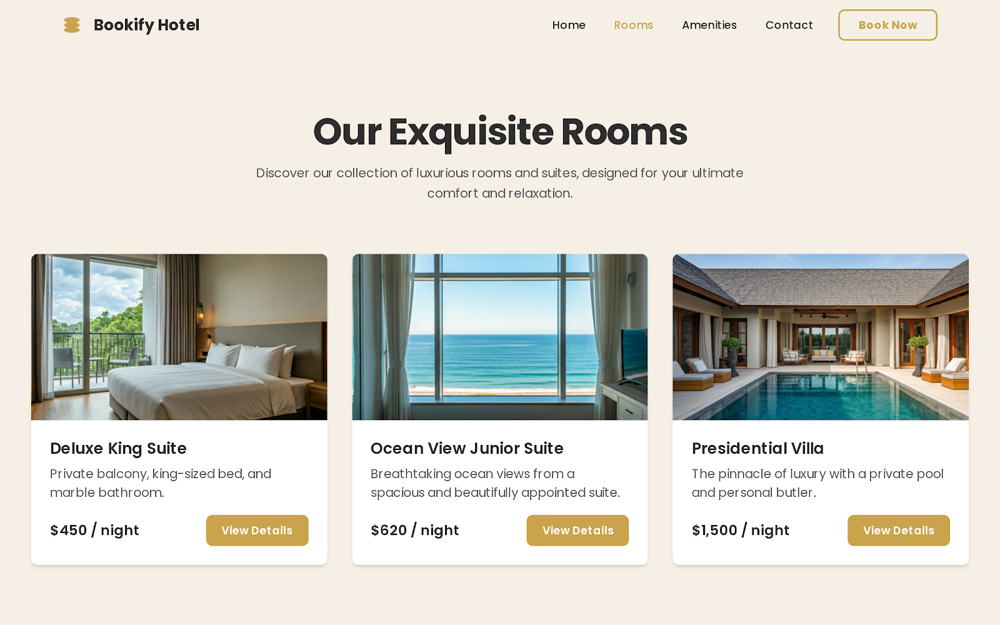 Bookify Hotel
Home
Rooms
Amenities
Contact
Book Now
Our Exquisite Rooms
Discover our collection of luxurious rooms and suites, designed for your ultimate
comfort and relaxation.
Deluxe King Suite
Private balcony, king-sized bed, and
marble bathroom.
$450 / night
View Details
Ocean View Junior Suite
Breathtaking ocean views from a
spacious and beautifully appointed suite.
$620 / night
View Details
Presidential Villa
The pinnacle of luxury with a private pool
and personal butler.
$1,500 / night
View Details